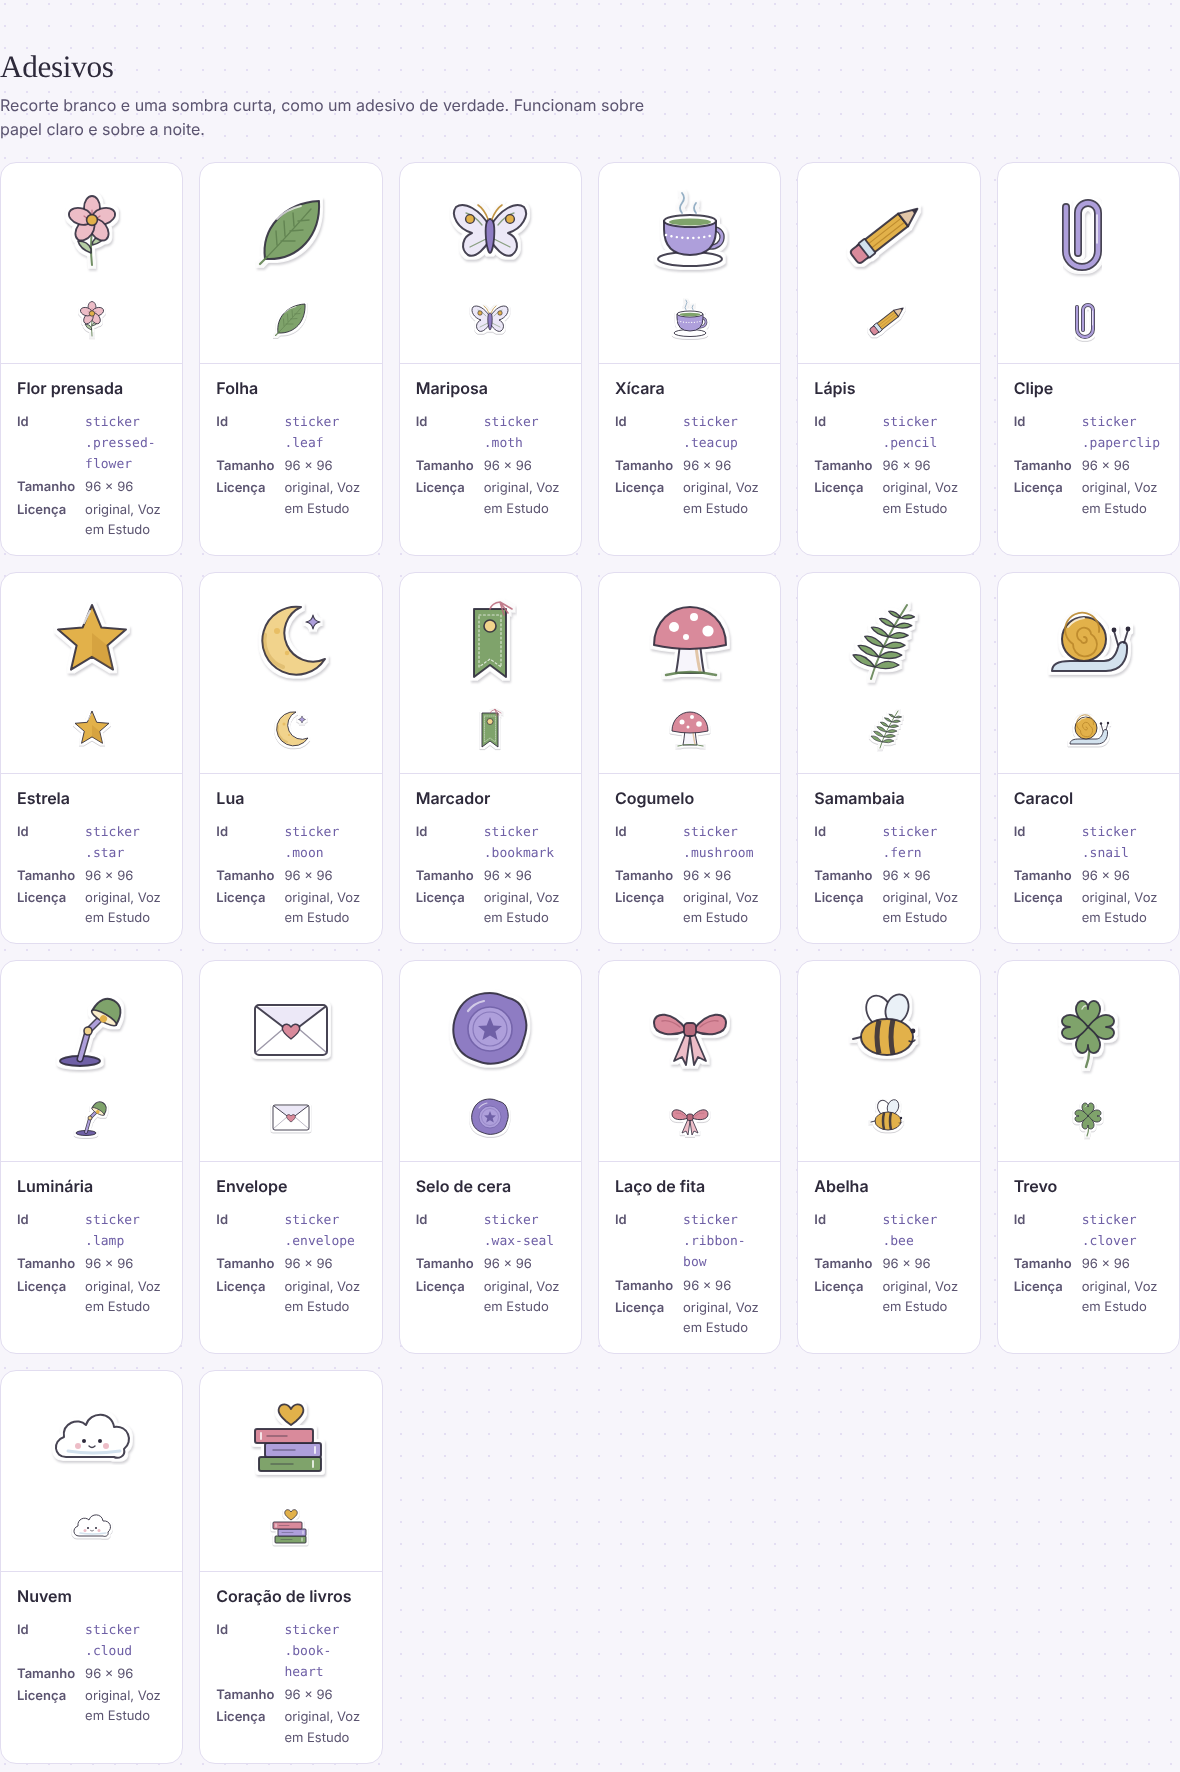 Adesivos
Recorte branco e uma sombra curta, como um adesivo de verdade. Funcionam sobre
papel claro e sobre a noite.
Flor prensada
Id sticker
.pressed-
flower
Tamanho 96 × 96
Licença original, Voz
em Estudo
Folha
Id sticker
.leaf
Tamanho 96 × 96
Licença original, Voz
em Estudo
Mariposa
Id sticker
.moth
Tamanho 96 × 96
Licença original, Voz
em Estudo
Xícara
Id sticker
.teacup
Tamanho 96 × 96
Licença original, Voz
em Estudo
Lápis
Id sticker
.pencil
Tamanho 96 × 96
Licença original, Voz
em Estudo
Clipe
Id sticker
.paperclip
Tamanho 96 × 96
Licença original, Voz
em Estudo
Estrela
Id sticker
.star
Tamanho 96 × 96
Licença original, Voz
em Estudo
Lua
Id sticker
.moon
Tamanho 96 × 96
Licença original, Voz
em Estudo
Marcador
Id sticker
.bookmark
Tamanho 96 × 96
Licença original, Voz
em Estudo
Cogumelo
Id sticker
.mushroom
Tamanho 96 × 96
Licença original, Voz
em Estudo
Samambaia
Id sticker
.fern
Tamanho 96 × 96
Licença original, Voz
em Estudo
Caracol
Id sticker
.snail
Tamanho 96 × 96
Licença original, Voz
em Estudo
Luminária
Id sticker
.lamp
Tamanho 96 × 96
Licença original, Voz
em Estudo
Envelope
Id sticker
.envelope
Tamanho 96 × 96
Licença original, Voz
em Estudo
Selo de cera
Id sticker
.wax-seal
Tamanho 96 × 96
Licença original, Voz
em Estudo
Laço de fita
Id sticker
.ribbon-
bow
Tamanho 96 × 96
Licença original, Voz
em Estudo
Abelha
Id sticker
.bee
Tamanho 96 × 96
Licença original, Voz
em Estudo
Trevo
Id sticker
.clover
Tamanho 96 × 96
Licença original, Voz
em Estudo
Nuvem
Id sticker
.cloud
Tamanho 96 × 96
Licença original, Voz
em Estudo
Coração de livros
Id sticker
.book-
heart
Tamanho 96 × 96
Licença original, Voz
em Estudo